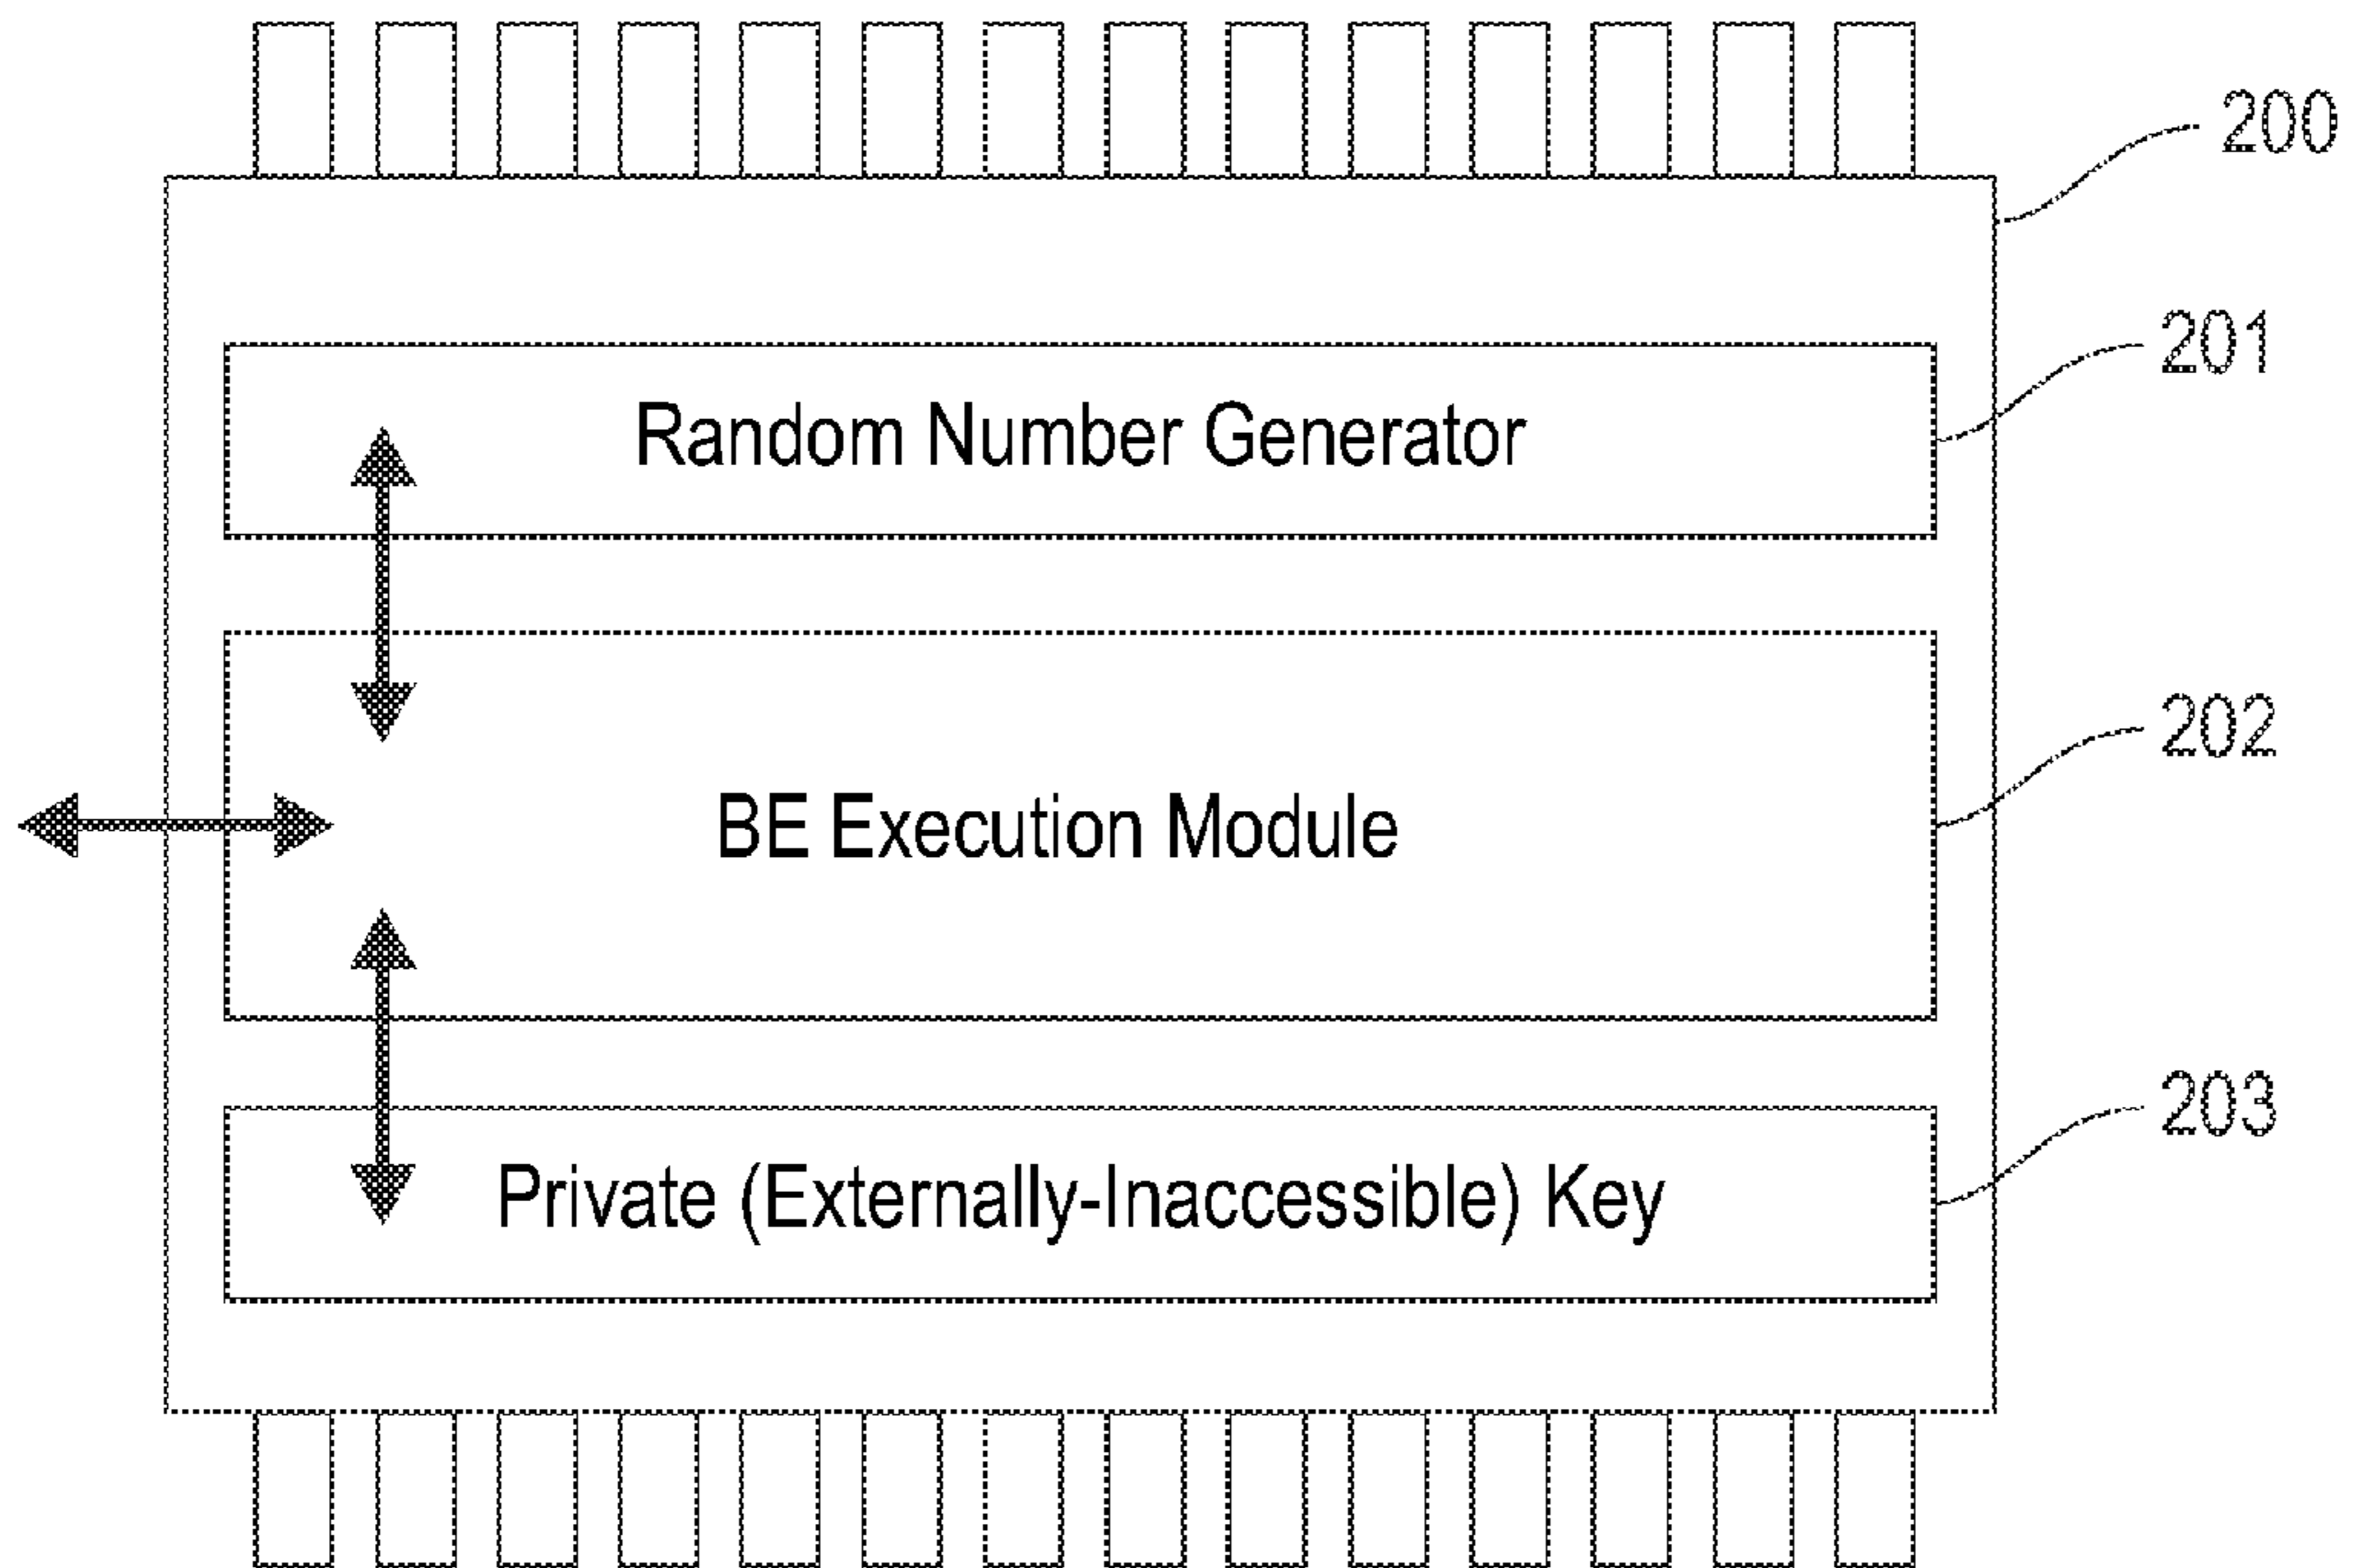 200
201
Random Number Generator
202
BE Execution Module
203
Private (Externally-Inaccessible) Key